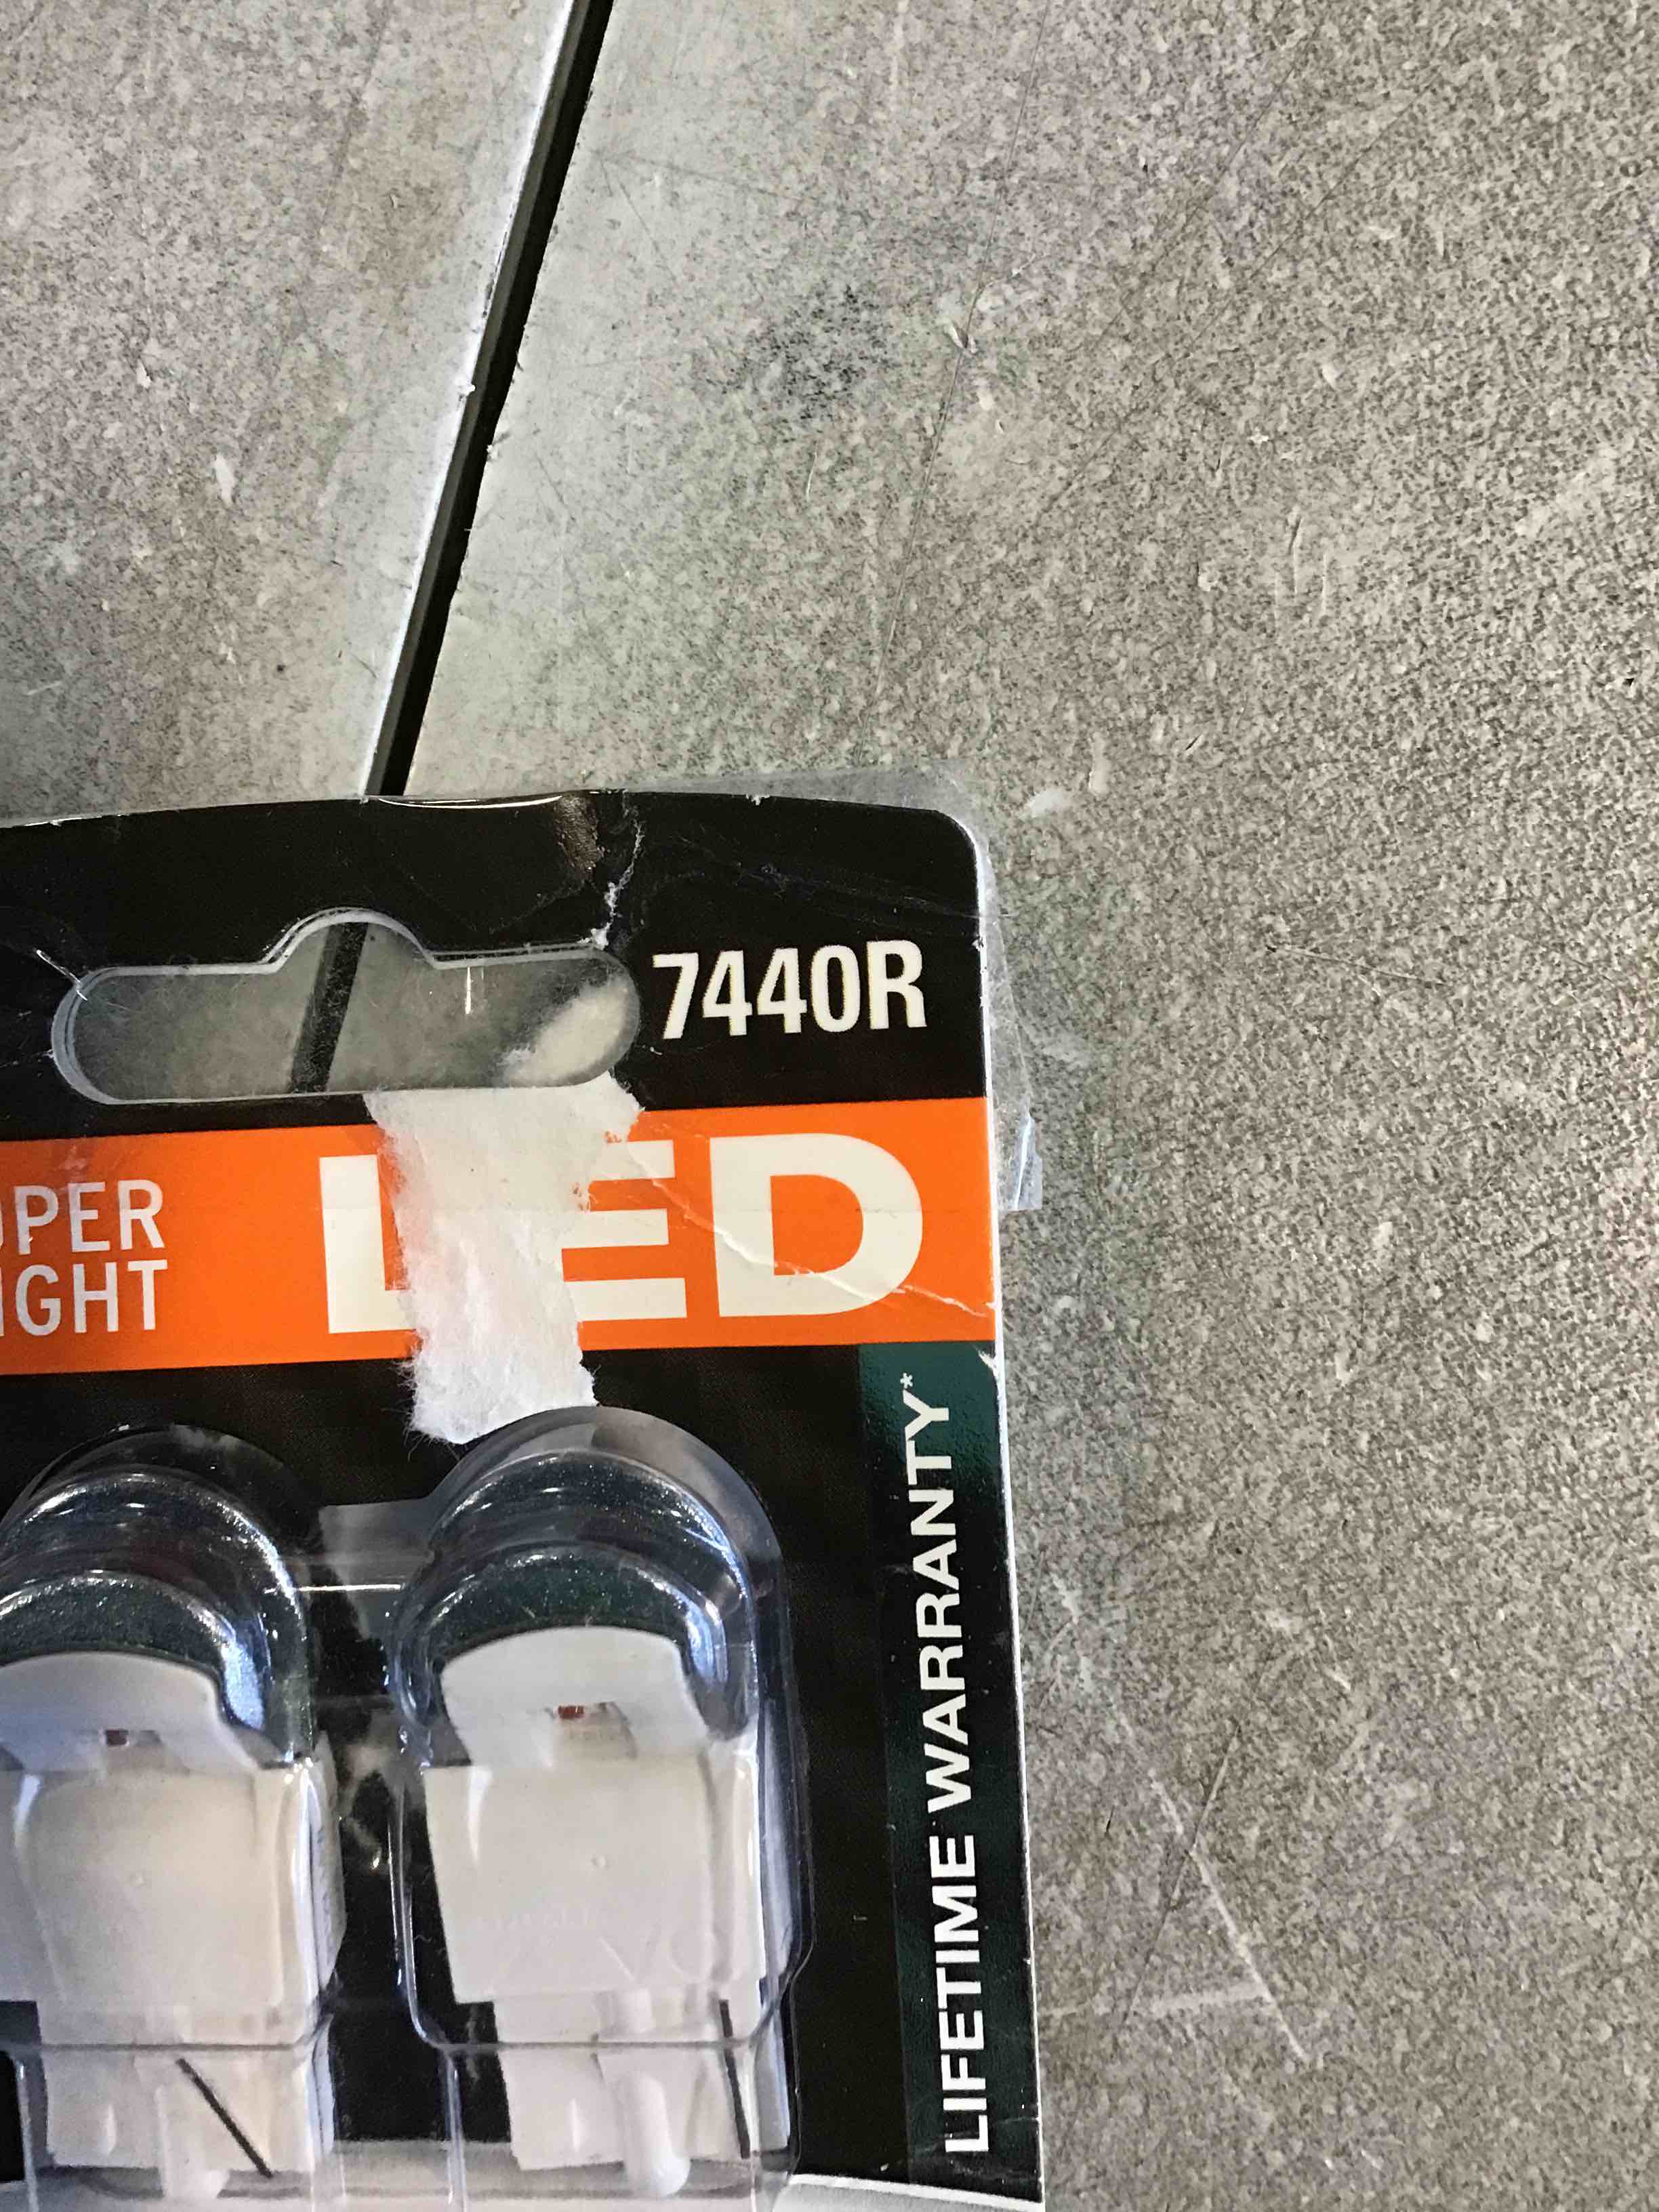 7440R
UPER
IGHT
LED
LIFETIME WARRANTY*